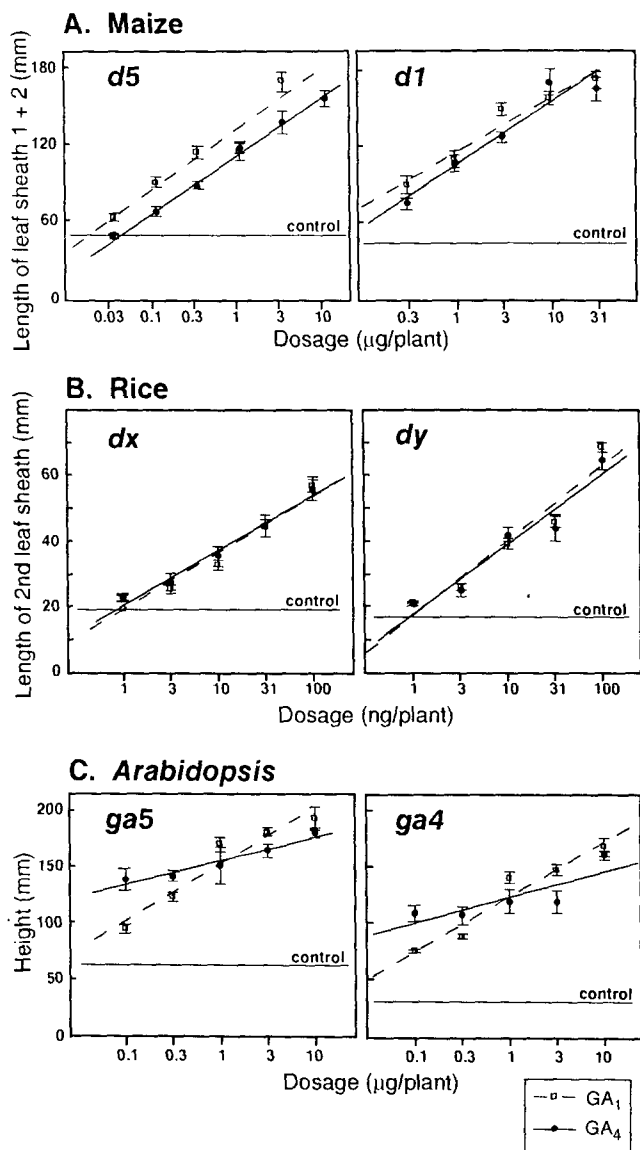 A. Maize
Length of leaf sheath 1 + 2 (mm)
180
120
60
0
d5
control
0.03 0.1 0.3 1 3 10
d1
control
0.3 1 3 10 31
Dosage (μg/plant)
B. Rice
Length of 2nd leaf sheath (mm)
60
40
20
0
dx
control
1 3 10 31 100
dy
control
1 3 10 31 100
Dosage (ng/plant)
C. Arabidopsis
Height (mm)
200
150
100
50
0
ga5
control
0.1 0.3 1 3 10
ga4
control
0.1 0.3 1 3 10
Dosage (μg/plant)
GA₁
GA₄